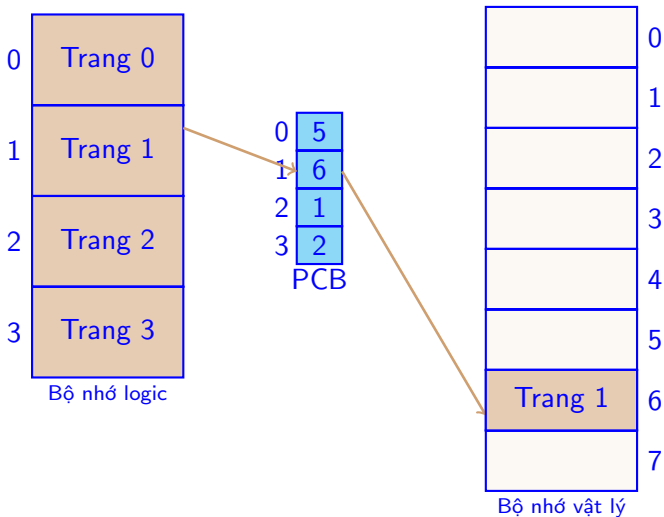 0 Trang 0
1 Trang 1
2 Trang 2
3 Trang 3
Bộ nhớ logic
0 5
1 6
2 1
3 2
PCB
0
1
2
3
4
5
Trang 1 6
7
Bộ nhớ vật lý